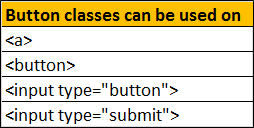 Button classes can be used on
<a>
<button>
<input type="button">
<input type="submit">